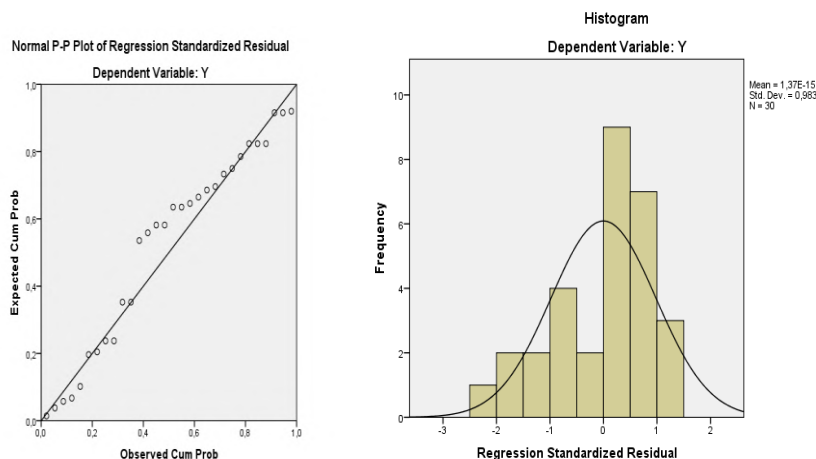 Normal P-P Plot of Regression Standardized Residual
Dependent Variable: Y
1,0
0,8
0,6
0,4
0,2
0,0
0,0 0,2 0,4 0,6 0,8 1,0
Expected Cum Prob
Observed Cum Prob
Histogram
Dependent Variable: Y
Mean = 1,37E-15
Std. Dev. = 0,983
N = 30
10
8
6
4
2
0
-3 -2 -1 0 1 2
Frequency
Regression Standardized Residual